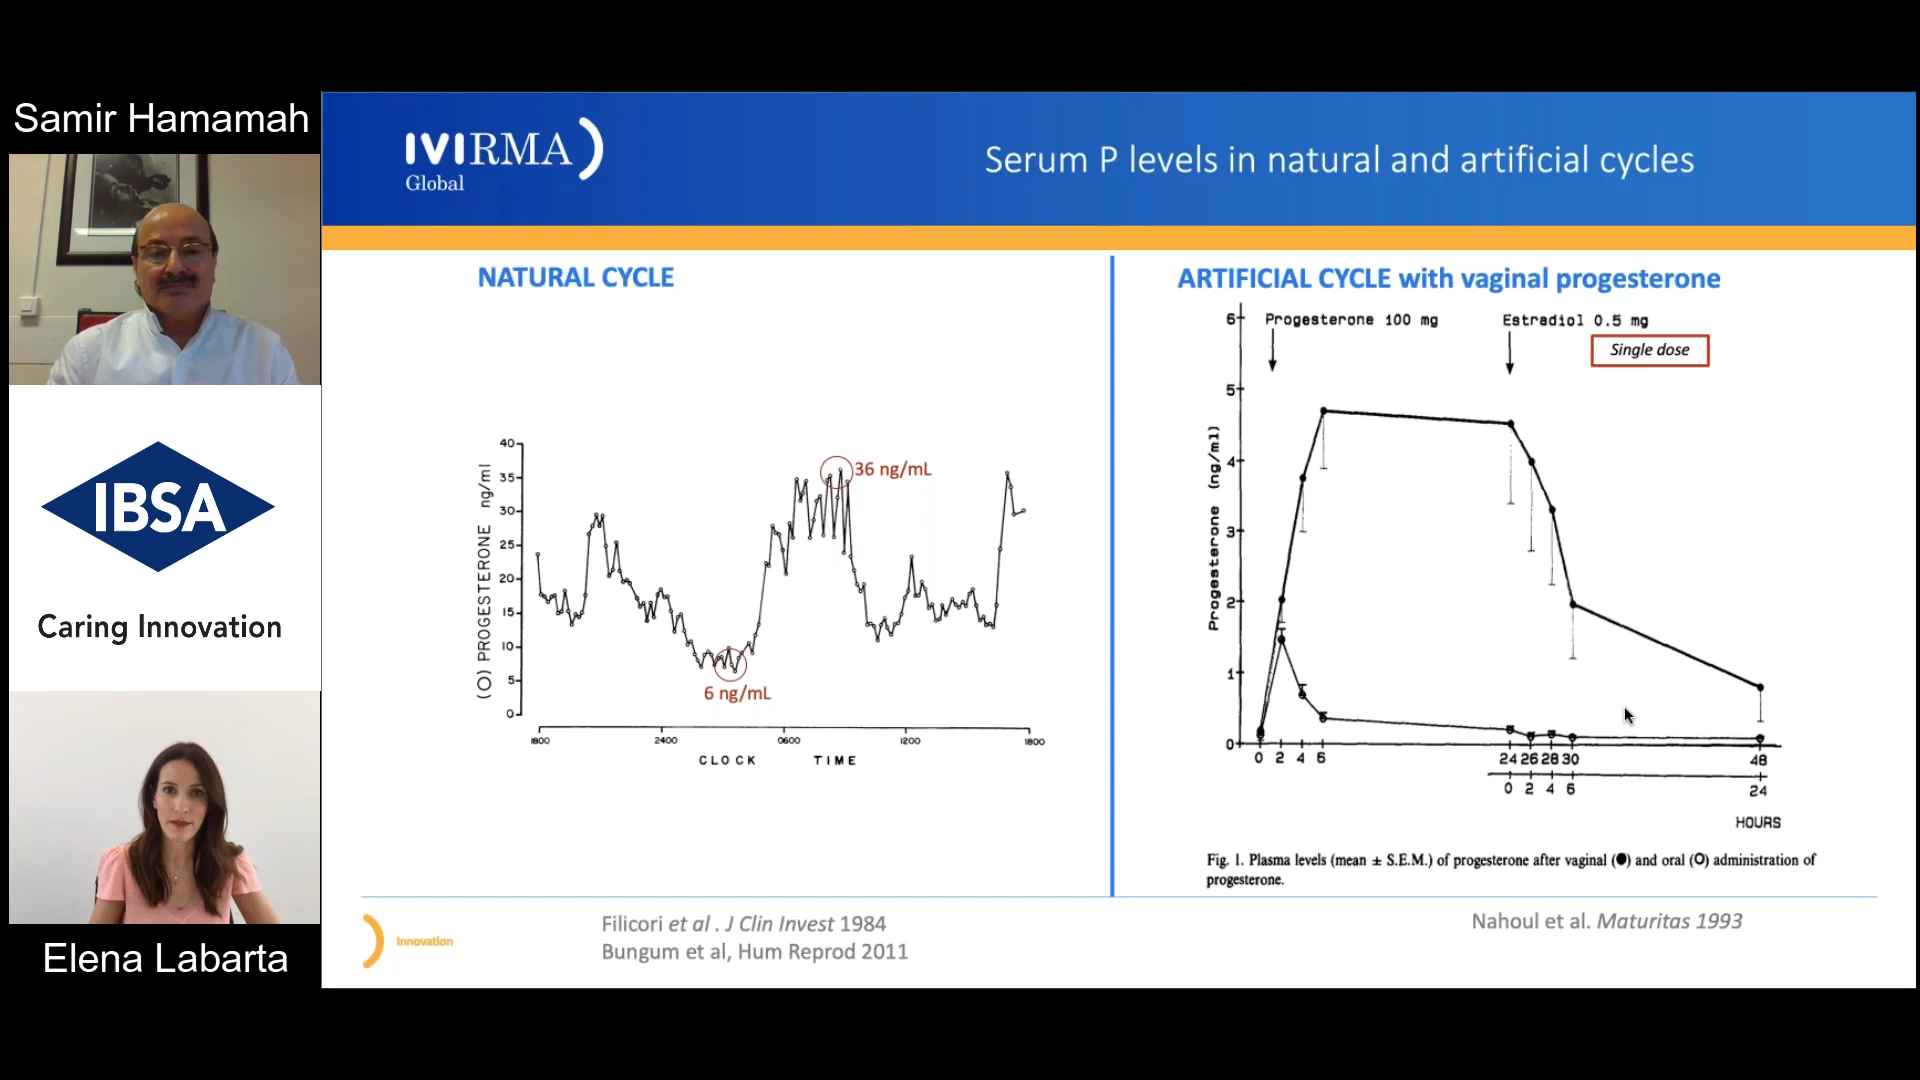 Samir Hamamah
IBSA
Caring Innovation
Elena Labarta
IVIRMA
Global
Serum P levels in natural and artificial cycles
NATURAL CYCLE
(O) PROGESTERONE ng/ml
40
35
30
25
20
15
10
5
0
36 ng/mL
6 ng/mL
1800 2400 0600 1200 1800
CLOCK TIME
ARTIFICIAL CYCLE with vaginal progesterone
Progesterone 100 mg
Estradiol 0.5 mg
Single dose
Progesterone (ng/ml)
6
5
4
3
2
1
0
0 2 4 6 24 26 28 30 48
0 2 4 6 24
HOURS
Fig. 1. Plasma levels (mean ± S.E.M.) of progesterone after vaginal (●) and oral (O) administration of
progesterone.
Innovation
Filicori et al . J Clin Invest 1984
Bungum et al, Hum Reprod 2011
Nahoul et al. Maturitas 1993